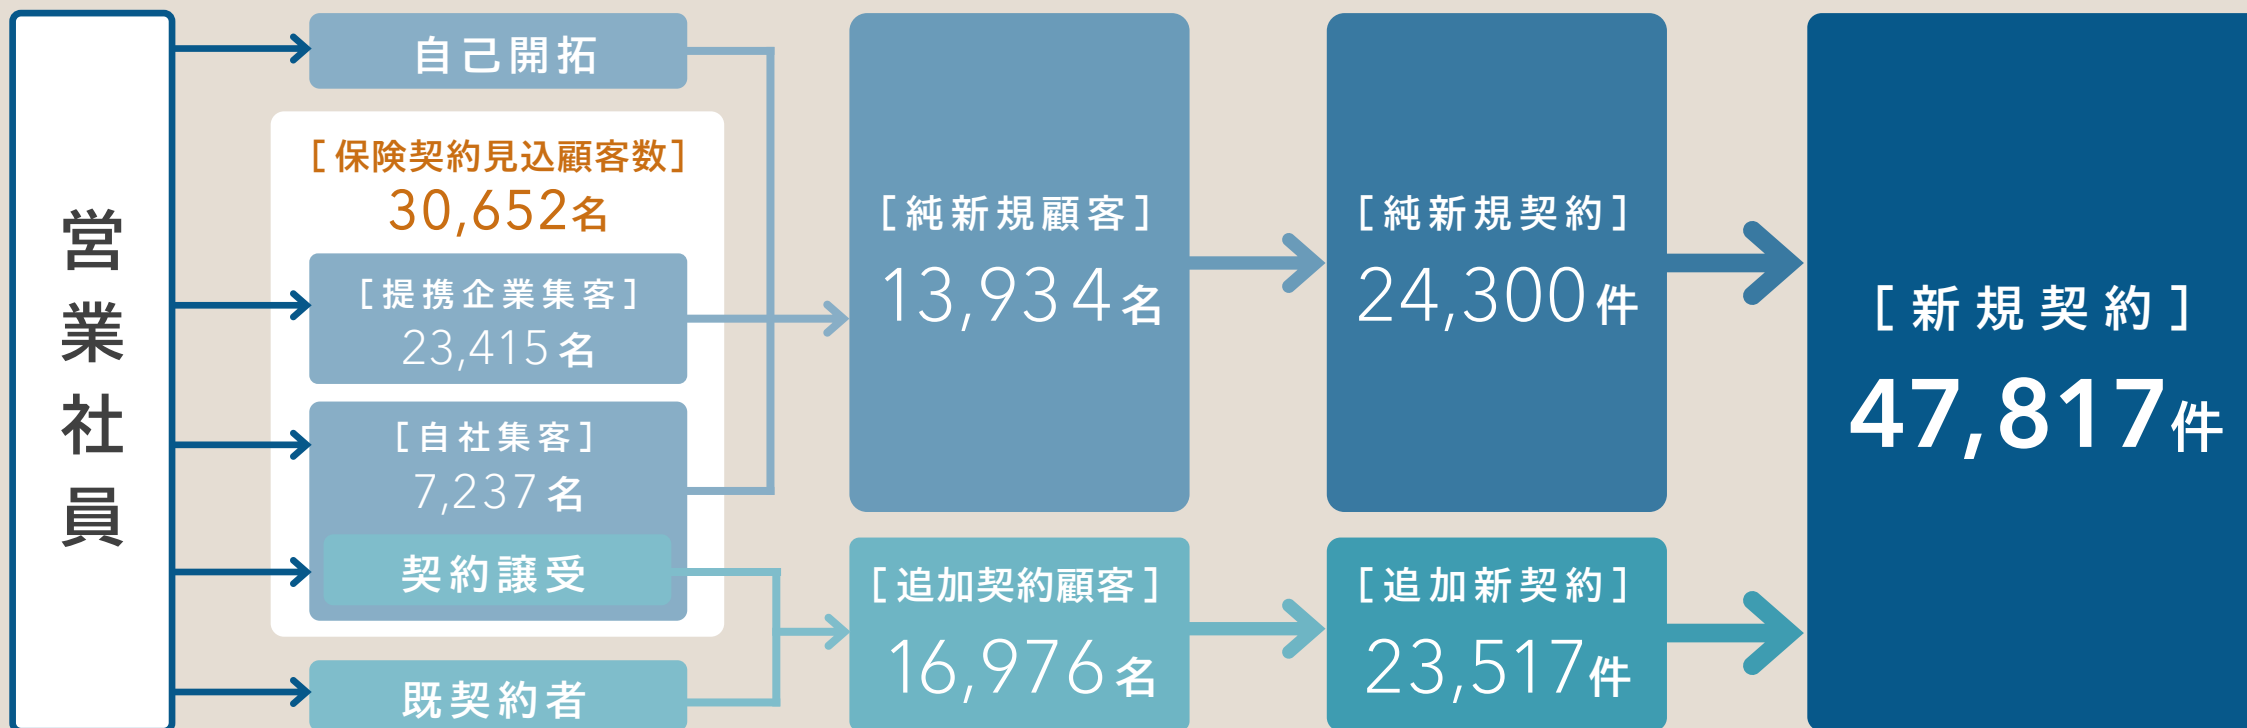 営業社員
自己開拓
［保険契約見込顧客数］
30,652名
［提携企業集客］
23,415名
［自社集客］
7,237名
契約譲受
既契約者
［純新規顧客］
13,934名
［追加契約顧客］
16,976名
［純新規契約］
24,300件
［追加新契約］
23,517件
［新規契約］
47,817件